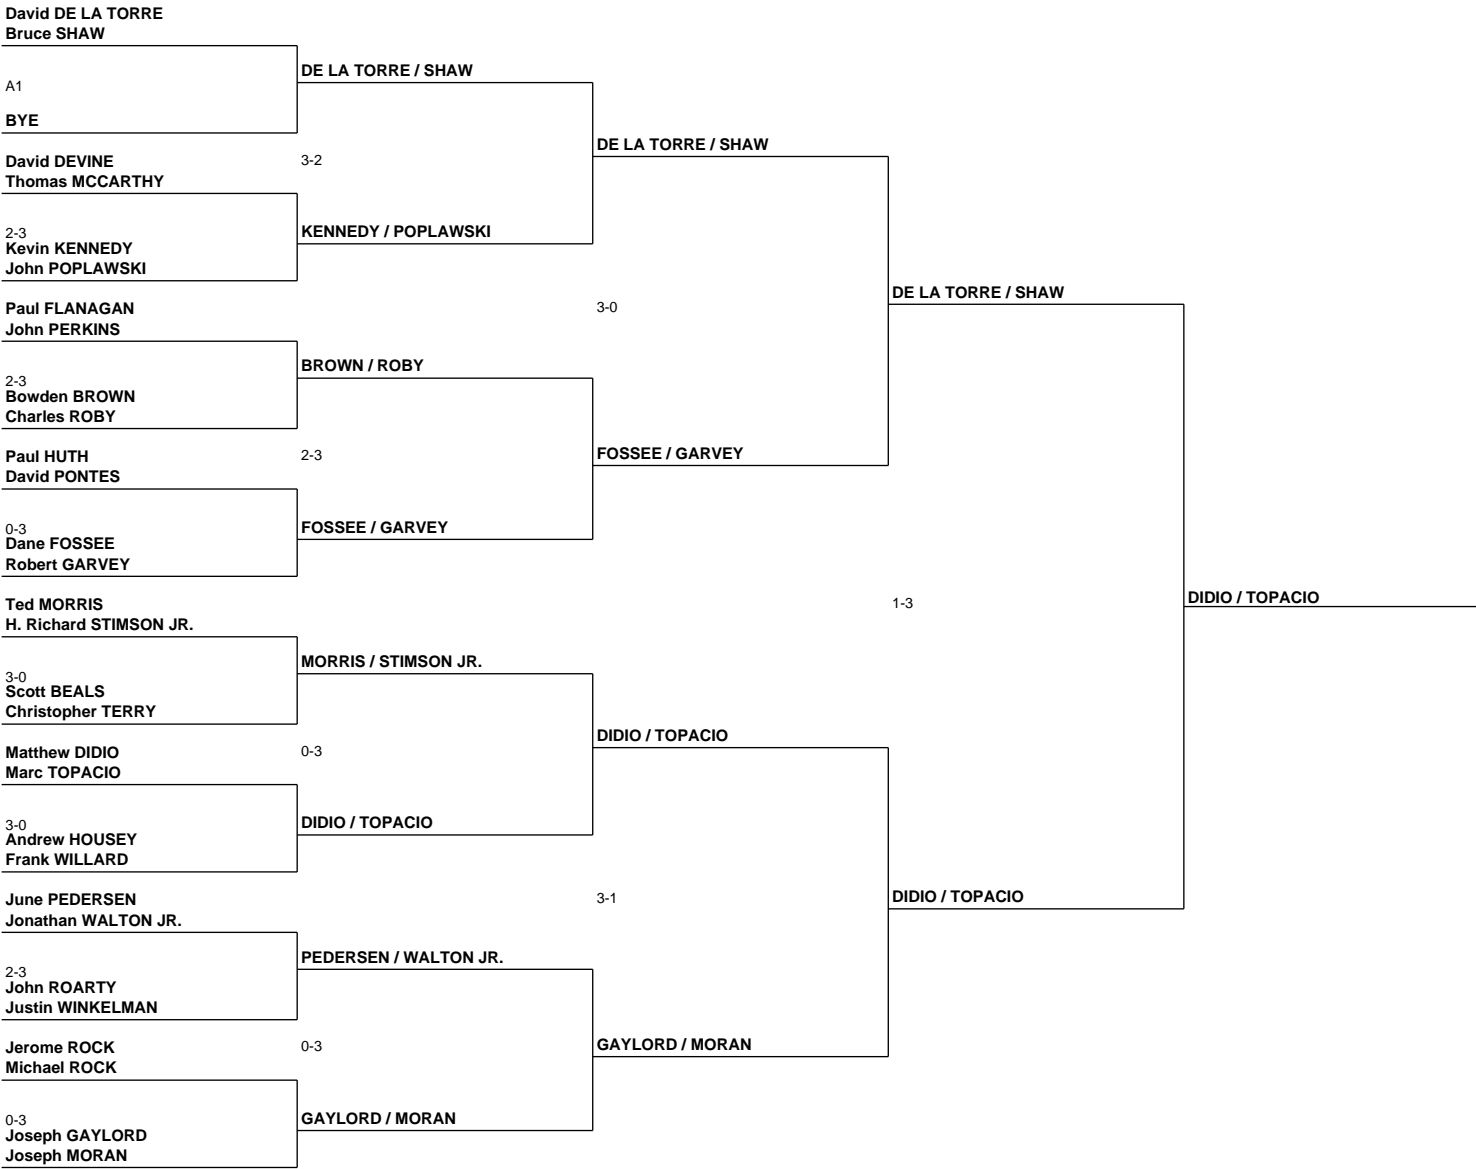 David DE LA TORRE
Bruce SHAW
A1
BYE
David DEVINE
Thomas MCCARTHY
2-3
Kevin KENNEDY
John POPLAWSKI
Paul FLANAGAN
John PERKINS
2-3
Bowden BROWN
Charles ROBY
Paul HUTH
David PONTES
0-3
Dane FOSSEE
Robert GARVEY
Ted MORRIS
H. Richard STIMSON JR.
3-0
Scott BEALS
Christopher TERRY
Matthew DIDIO
Marc TOPACIO
3-0
Andrew HOUSEY
Frank WILLARD
June PEDERSEN
Jonathan WALTON JR.
2-3
John ROARTY
Justin WINKELMAN
Jerome ROCK
Michael ROCK
0-3
Joseph GAYLORD
Joseph MORAN
DE LA TORRE / SHAW
3-2
KENNEDY / POPLAWSKI
BROWN / ROBY
2-3
FOSSEE / GARVEY
MORRIS / STIMSON JR.
0-3
DIDIO / TOPACIO
PEDERSEN / WALTON JR.
0-3
GAYLORD / MORAN
DE LA TORRE / SHAW
3-0
FOSSEE / GARVEY
DIDIO / TOPACIO
3-1
GAYLORD / MORAN
DE LA TORRE / SHAW
1-3
DIDIO / TOPACIO
DIDIO / TOPACIO